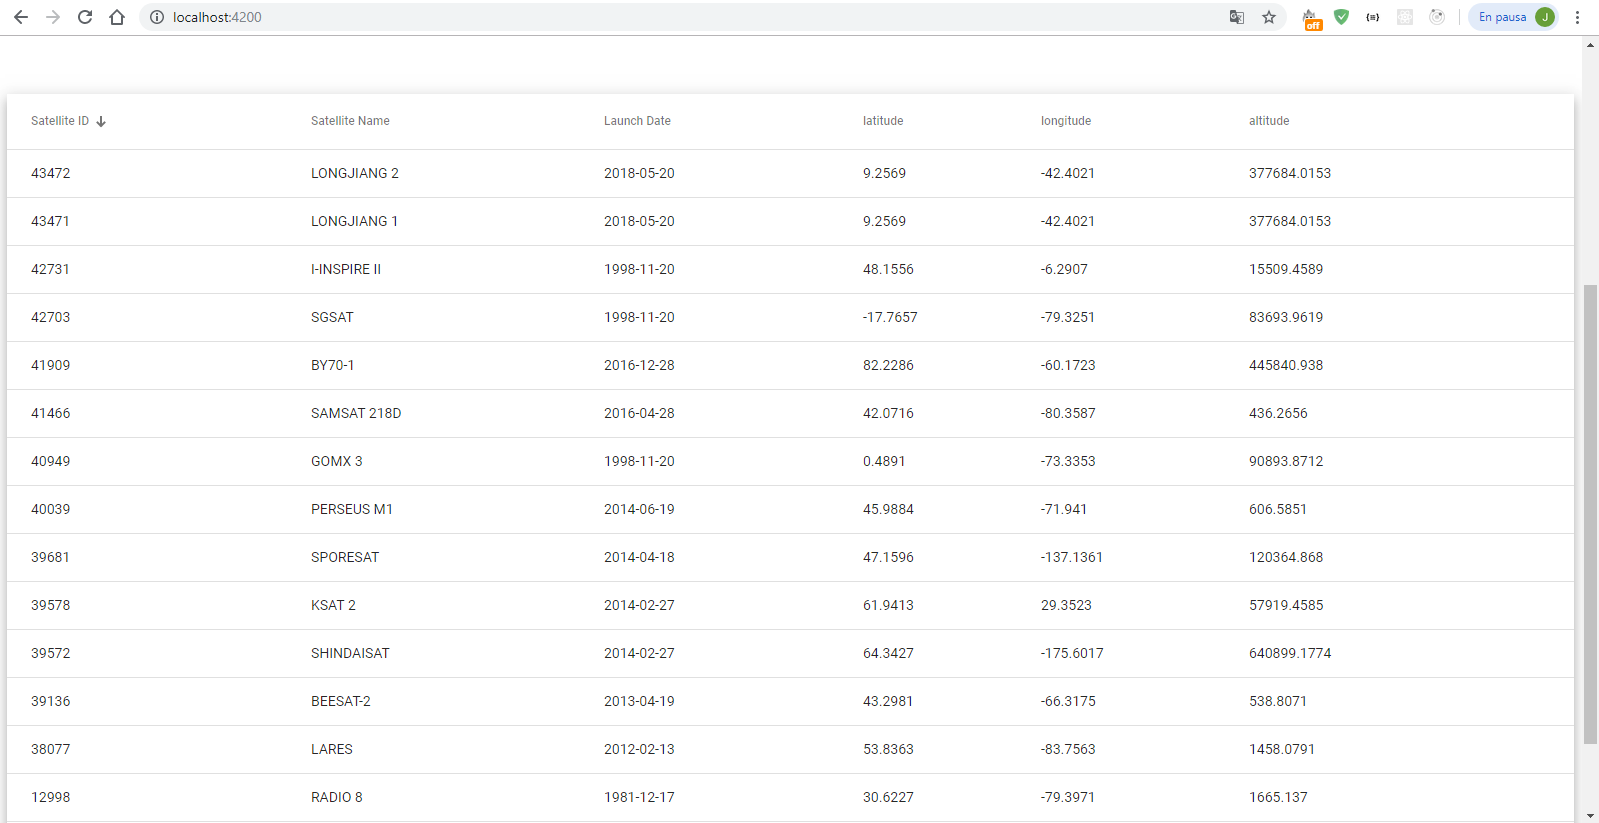 localhost:4200
off
{≡}
En pausa J
Satellite ID Satellite Name Launch Date latitude longitude altitude
43472 LONGJIANG 2 2018-05-20 9.2569 -42.4021 377684.0153
43471 LONGJIANG 1 2018-05-20 9.2569 -42.4021 377684.0153
42731 I-INSPIRE II 1998-11-20 48.1556 -6.2907 15509.4589
42703 SGSAT 1998-11-20 -17.7657 -79.3251 83693.9619
41909 BY70-1 2016-12-28 82.2286 -60.1723 445840.938
41466 SAMSAT 218D 2016-04-28 42.0716 -80.3587 436.2656
40949 GOMX 3 1998-11-20 0.4891 -73.3353 90893.8712
40039 PERSEUS M1 2014-06-19 45.9884 -71.941 606.5851
39681 SPORESAT 2014-04-18 47.1596 -137.1361 120364.868
39578 KSAT 2 2014-02-27 61.9413 29.3523 57919.4585
39572 SHINDAISAT 2014-02-27 64.3427 -175.6017 640899.1774
39136 BEESAT-2 2013-04-19 43.2981 -66.3175 538.8071
38077 LARES 2012-02-13 53.8363 -83.7563 1458.0791
12998 RADIO 8 1981-12-17 30.6227 -79.3971 1665.137